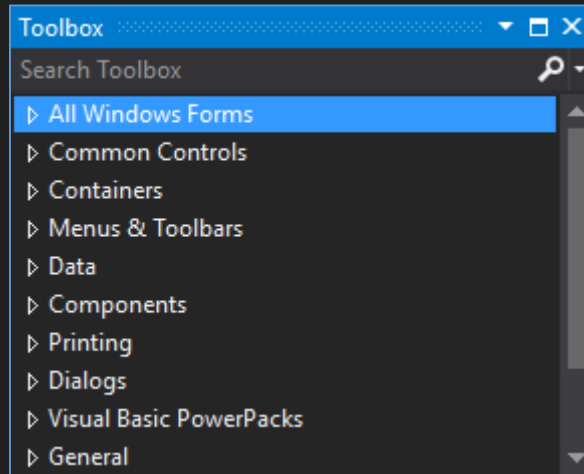 Toolbox
Search Toolbox
All Windows Forms
Common Controls
Containers
Menus & Toolbars
Data
Components
Printing
Dialogs
Visual Basic PowerPacks
General